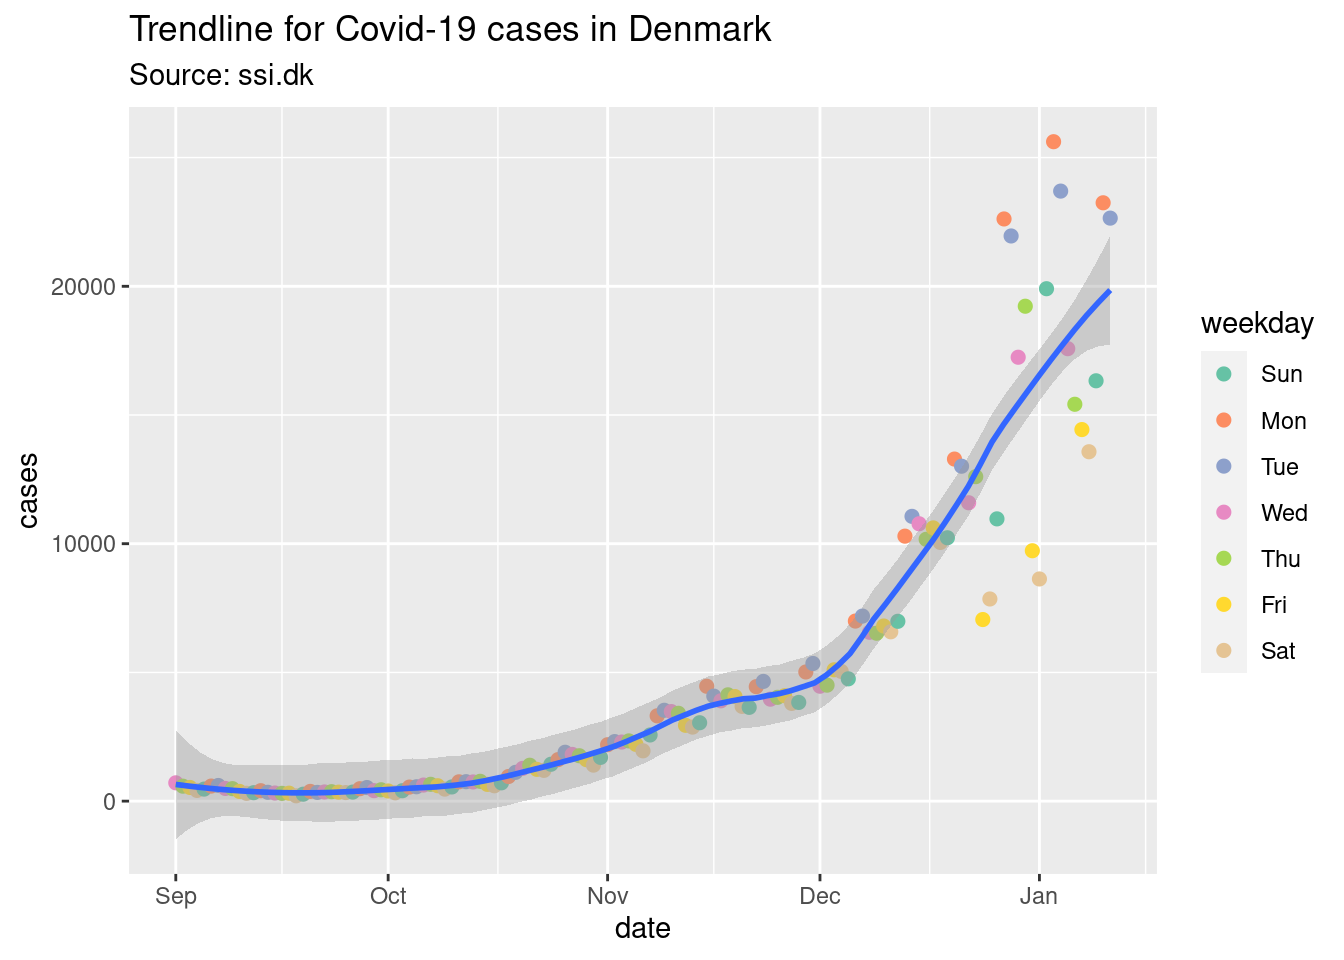 Trendline for Covid-19 cases in Denmark
Source: ssi.dk
cases
20000
10000
0
Sep
Oct
Nov
Dec
Jan
date
weekday
Sun
Mon
Tue
Wed
Thu
Fri
Sat